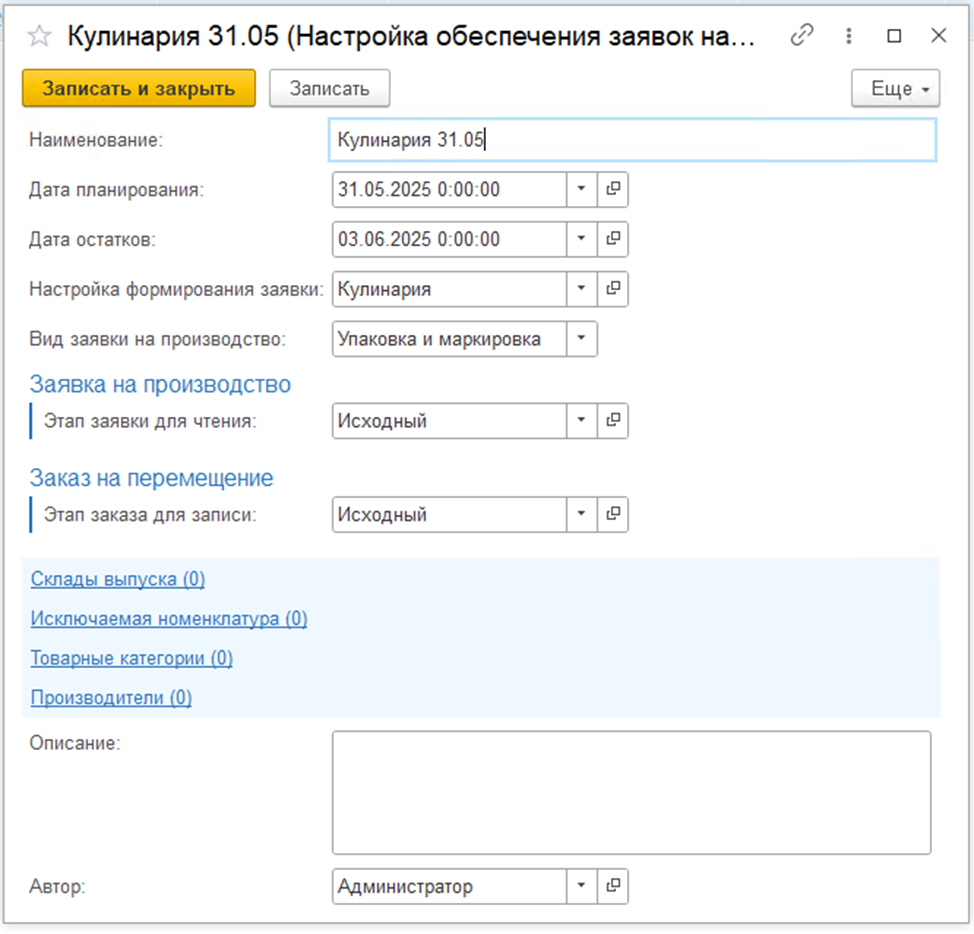 Кулинария 31.05 (Настройка обеспечения заявок на...
Записать и закрыть Записать Еще
Наименование: Кулинария 31.05
Дата планирования: 31.05.2025 0:00:00
Дата остатков: 03.06.2025 0:00:00
Настройка формирования заявки: Кулинария
Вид заявки на производство: Упаковка и маркировка
Заявка на производство
Этап заявки для чтения: Исходный
Заказ на перемещение
Этап заказа для записи: Исходный
Склады выпуска (0)
Исключаемая номенклатура (0)
Товарные категории (0)
Производители (0)
Описание:
Автор: Администратор